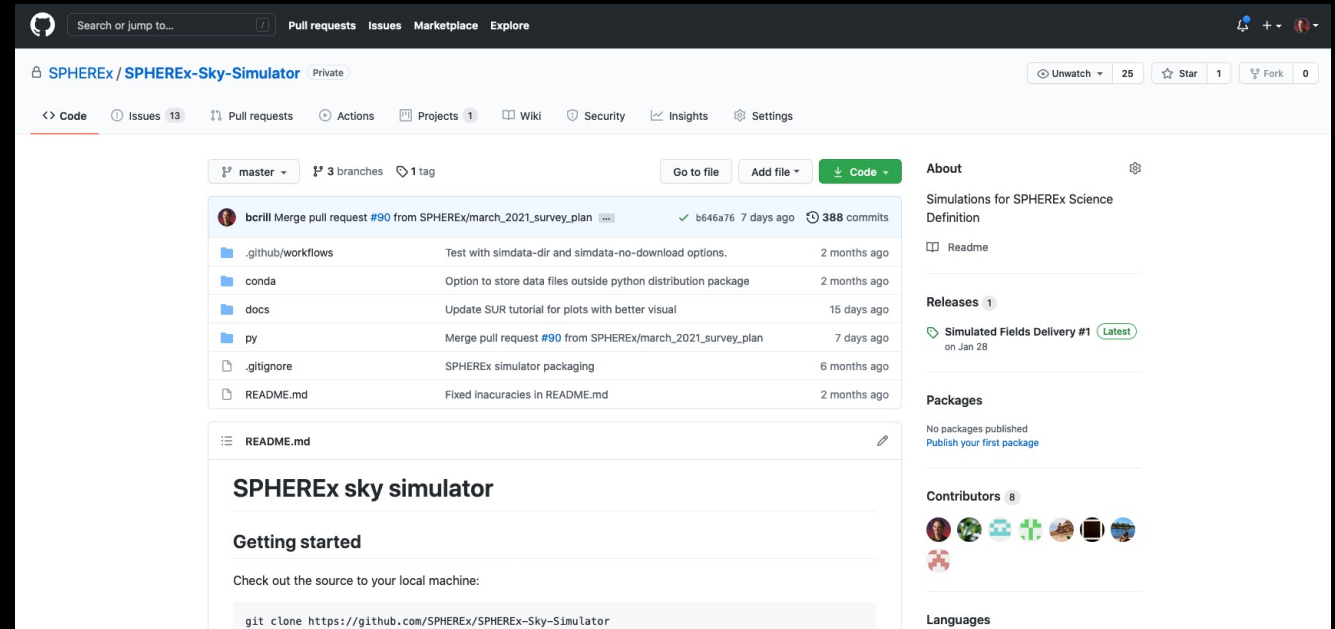 Search or jump to... / Pull requests Issues Marketplace Explore
SPHEREx / SPHEREx-Sky-Simulator Private Unwatch 25 Star 1 Fork 0
Code Issues 13 Pull requests Actions Projects 1 Wiki Security Insights Settings
master 3 branches 1 tag Go to file Add file Code
bcrill Merge pull request #90 from SPHEREx/march_2021_survey_plan ... b646a76 7 days ago 388 commits
.github/workflows Test with simdata-dir and simdata-no-download options. 2 months ago
conda Option to store data files outside python distribution package 2 months ago
docs Update SUR tutorial for plots with better visual 15 days ago
py Merge pull request #90 from SPHEREx/march_2021_survey_plan 7 days ago
.gitignore SPHEREx simulator packaging 6 months ago
README.md Fixed inacuracies in README.md 2 months ago
README.md
SPHEREx sky simulator
Getting started
Check out the source to your local machine:
git clone https://github.com/SPHEREx/SPHEREx-Sky-Simulator
About
Simulations for SPHEREx Science
Definition
Readme
Releases 1
Simulated Fields Delivery #1 Latest
on Jan 28
Packages
No packages published
Publish your first package
Contributors 8
Languages